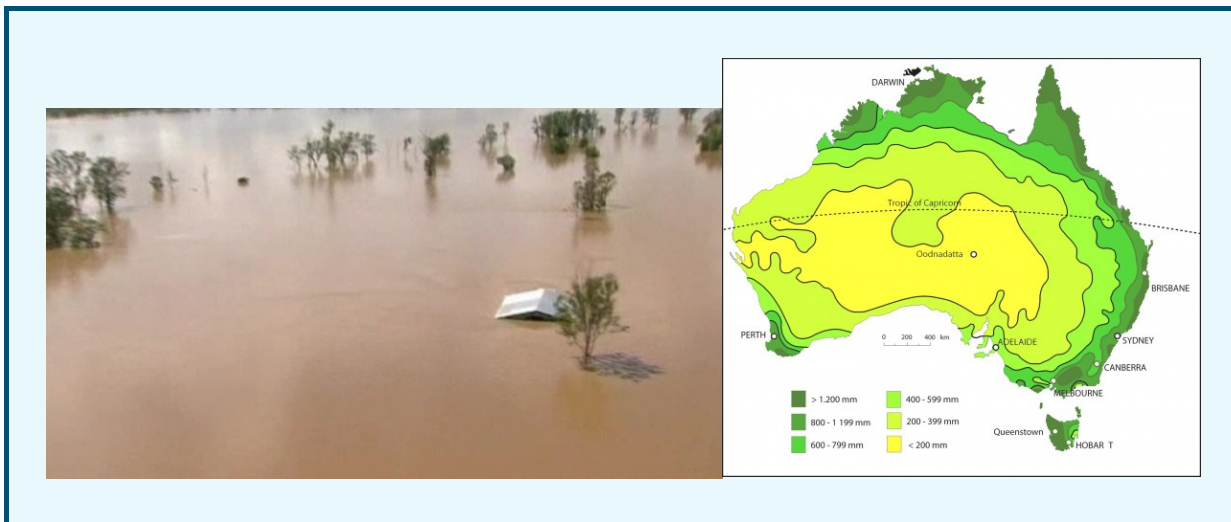 DARWIN
Tropic of Capricorn
Oodnadatta
BRISBANE
PERTH
0 200 400 km
ADELAIDE
SYDNEY
CANBERRA
MELBOURNE
> 1.200 mm
400 - 599 mm
800 - 1 199 mm
200 - 399 mm
600 - 799 mm
< 200 mm
Queenstown
HOBAR T